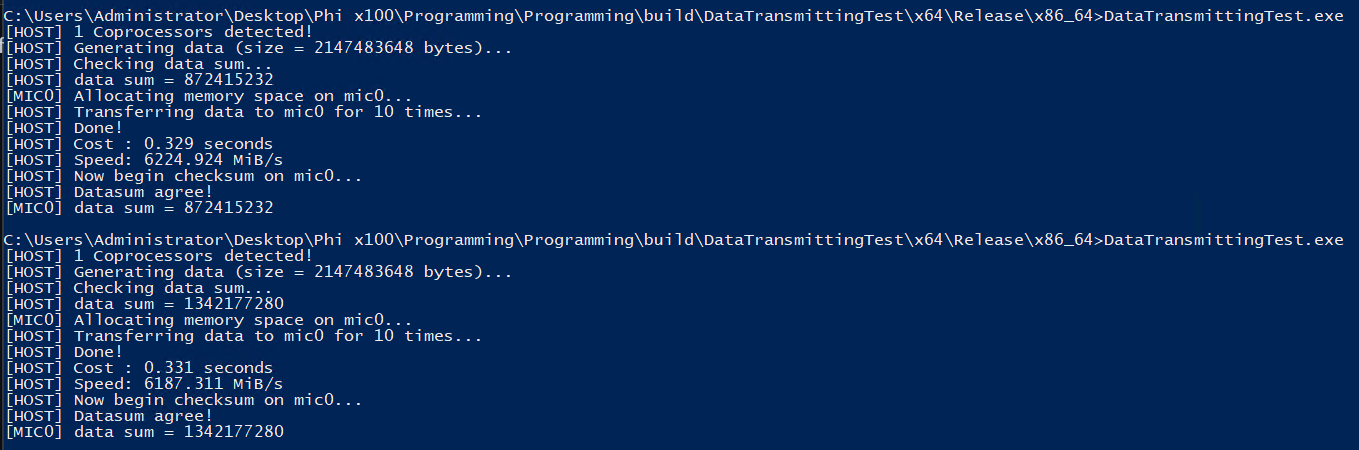 C:\Users\Administrator\Desktop\Phi x100\Programming\Programming\build\DataTransmittingTest\x64\Release\x86_64>DataTransmittingTest.exe
[HOST] 1 Coprocessors detected!
[HOST] Generating data (size = 2147483648 bytes)...
[HOST] Checking data sum...
[HOST] data sum = 872415232
[MIC0] Allocating memory space on mic0...
[HOST] Transferring data to mic0 for 10 times...
[HOST] Done!
[HOST] Cost : 0.329 seconds
[HOST] Speed: 6224.924 MiB/s
[HOST] Now begin checksum on mic0...
[HOST] Datasum agree!
[MIC0] data sum = 872415232
C:\Users\Administrator\Desktop\Phi x100\Programming\Programming\build\DataTransmittingTest\x64\Release\x86_64>DataTransmittingTest.exe
[HOST] 1 Coprocessors detected!
[HOST] Generating data (size = 2147483648 bytes)...
[HOST] Checking data sum...
[HOST] data sum = 1342177280
[MIC0] Allocating memory space on mic0...
[HOST] Transferring data to mic0 for 10 times...
[HOST] Done!
[HOST] Cost : 0.331 seconds
[HOST] Speed: 6187.311 MiB/s
[HOST] Now begin checksum on mic0...
[HOST] Datasum agree!
[MIC0] data sum = 1342177280